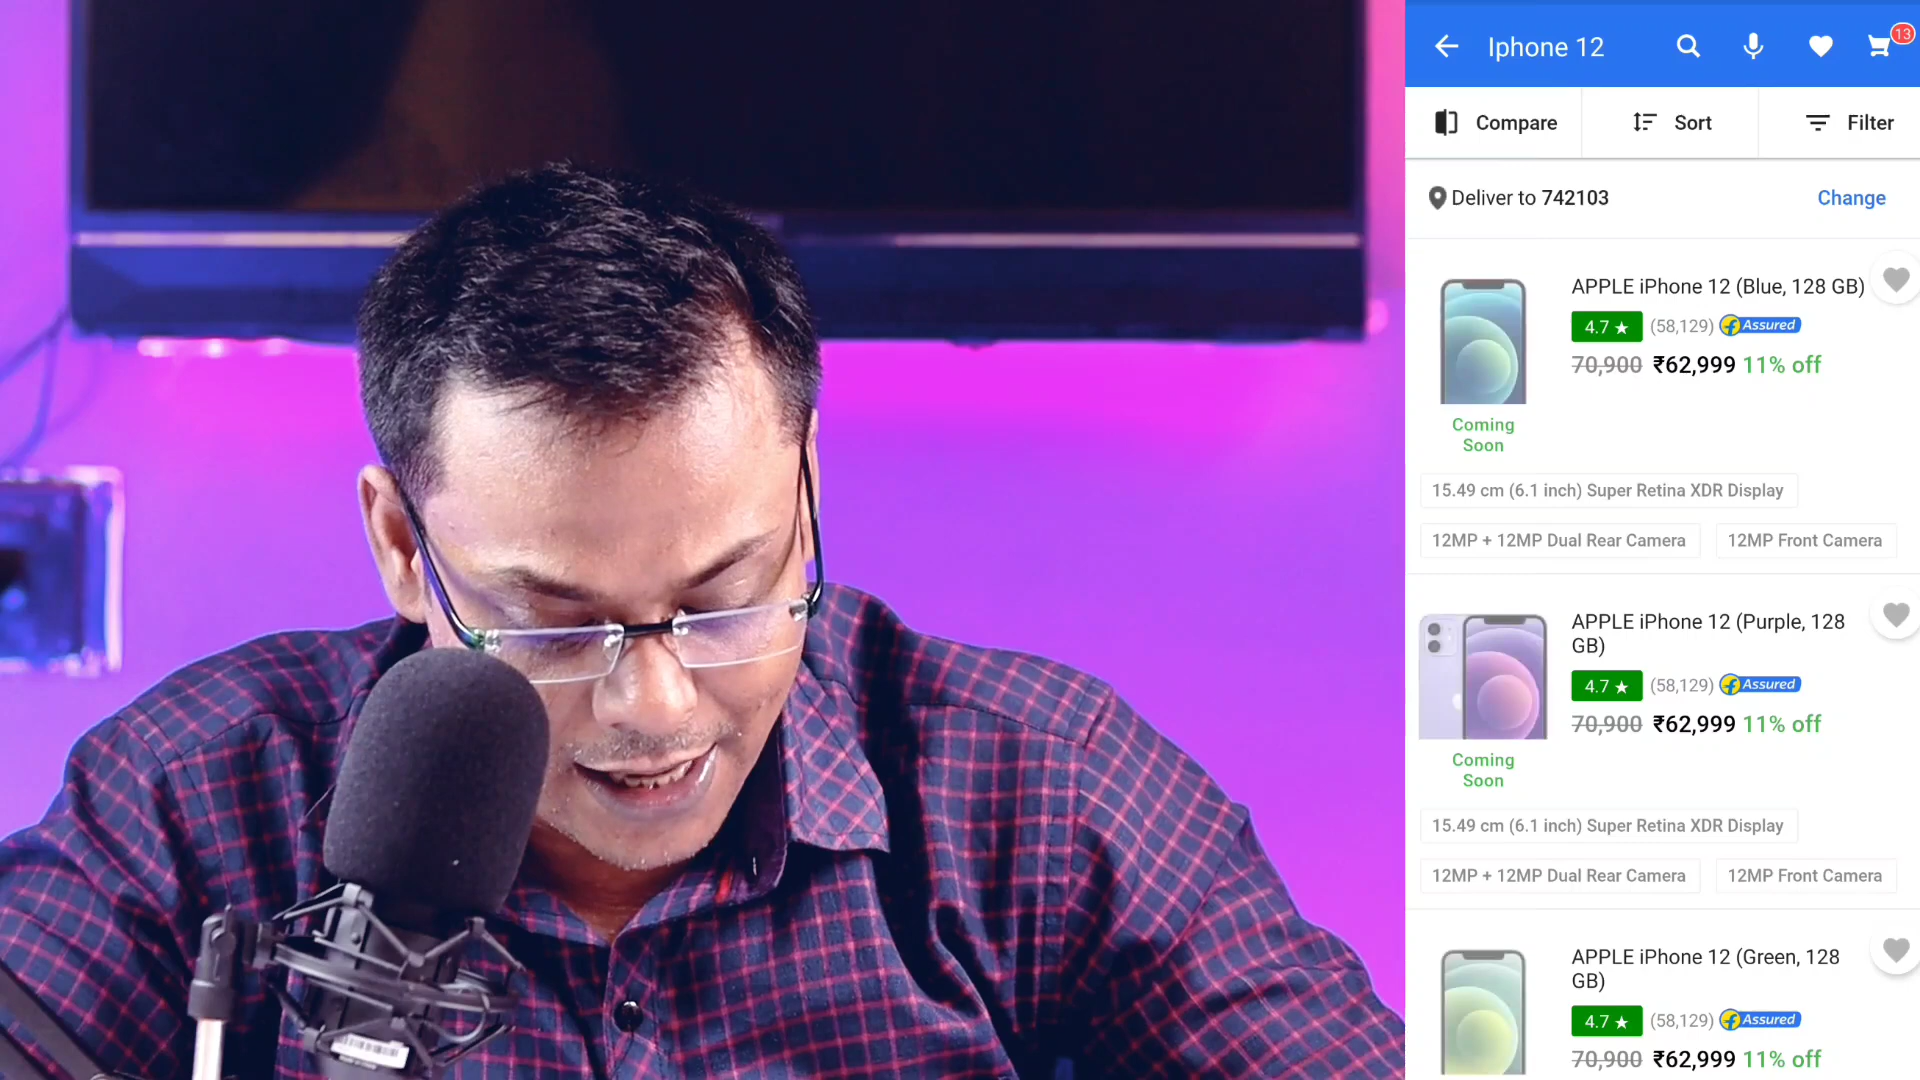 Iphone 12
13
Compare
Sort
Filter
Deliver to 742103
Change
APPLE iPhone 12 (Blue, 128 GB)
4.7 ★ (58,129) Assured
70,900 ₹62,999 11% off
Coming
Soon
15.49 cm (6.1 inch) Super Retina XDR Display
12MP + 12MP Dual Rear Camera
12MP Front Camera
APPLE iPhone 12 (Purple, 128
GB)
4.7 ★ (58,129) Assured
70,900 ₹62,999 11% off
Coming
Soon
15.49 cm (6.1 inch) Super Retina XDR Display
12MP + 12MP Dual Rear Camera
12MP Front Camera
APPLE iPhone 12 (Green, 128
GB)
4.7 ★ (58,129) Assured
70,900 ₹62,999 11% off